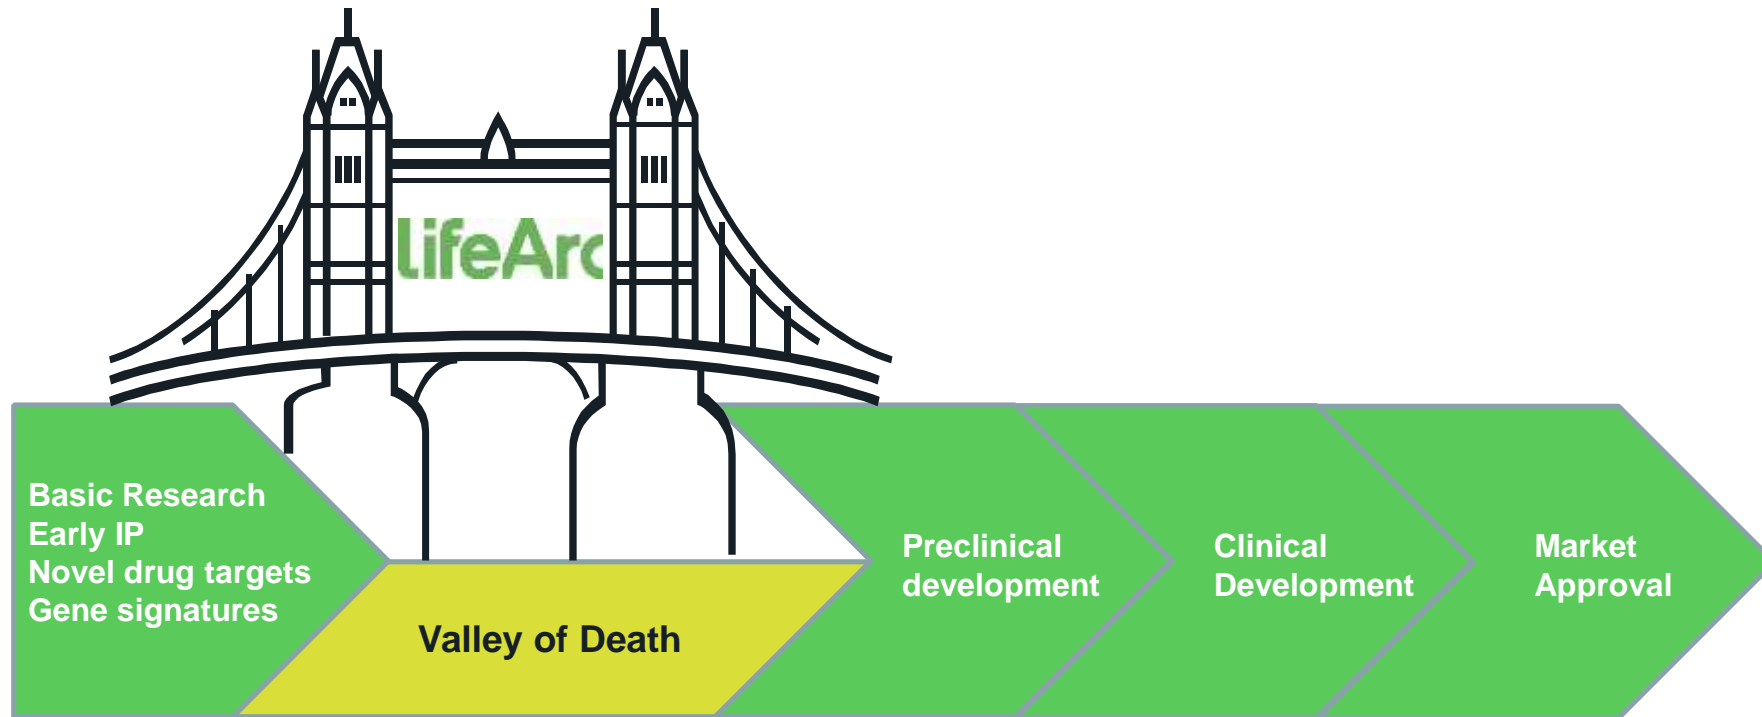 LifeArc
Basic Research
Early IP
Novel drug targets
Gene signatures
Valley of Death
Preclinical
development
Clinical
Development
Market
Approval